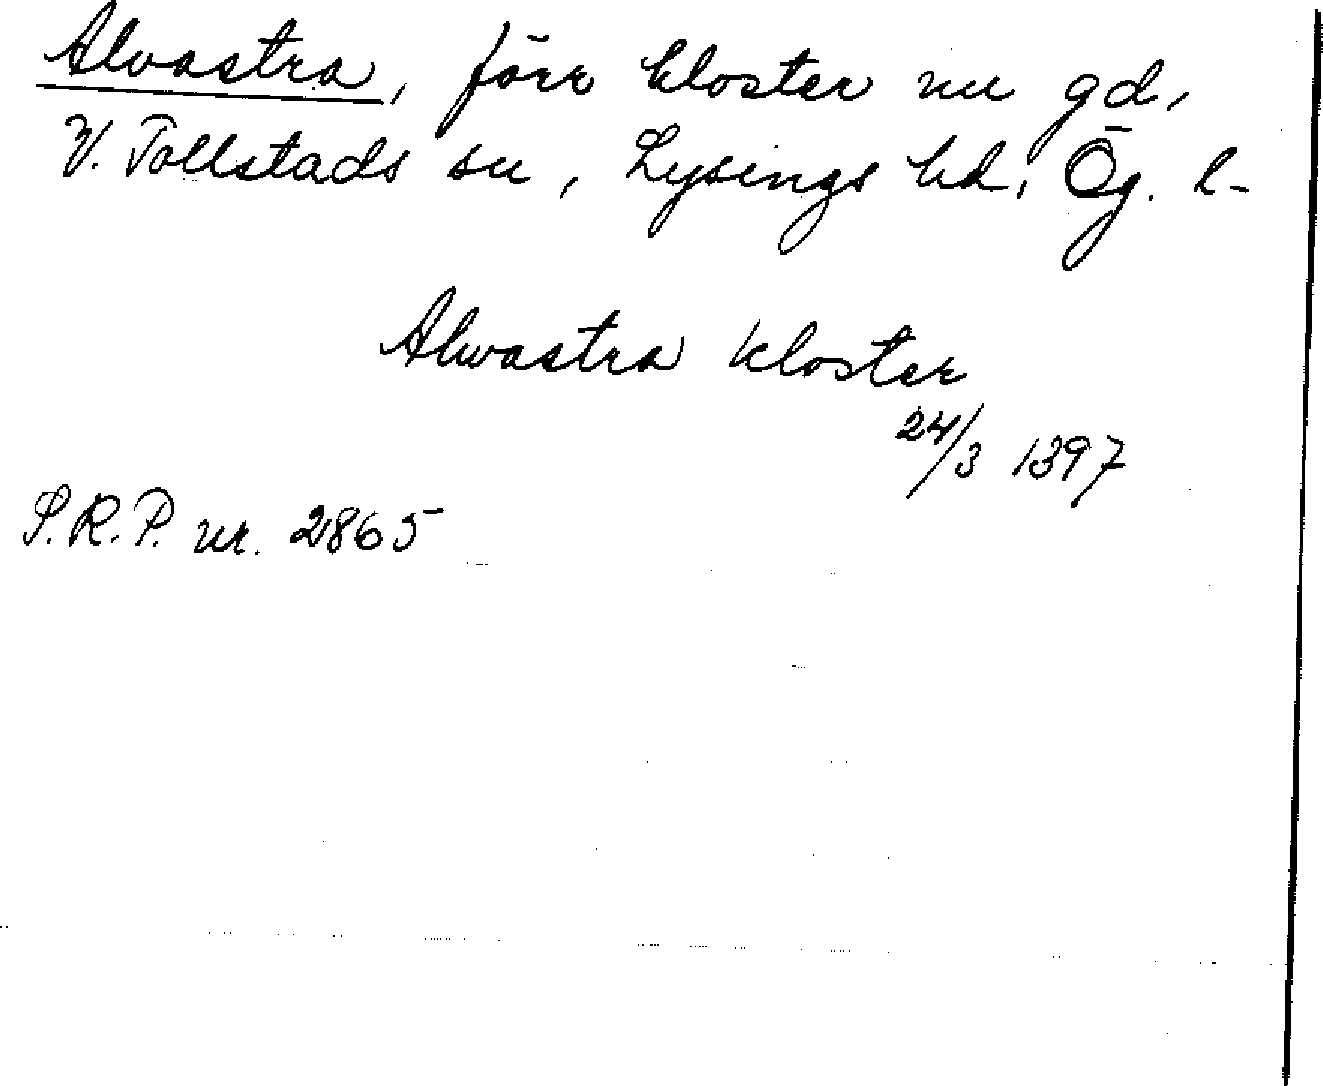 Alvastra, förr kloster nu gd,
V. Tollstads sn, Lysings hd, Ög. l.
Alvastra kloster
24/3 1397
S.R.P. nr. 2865